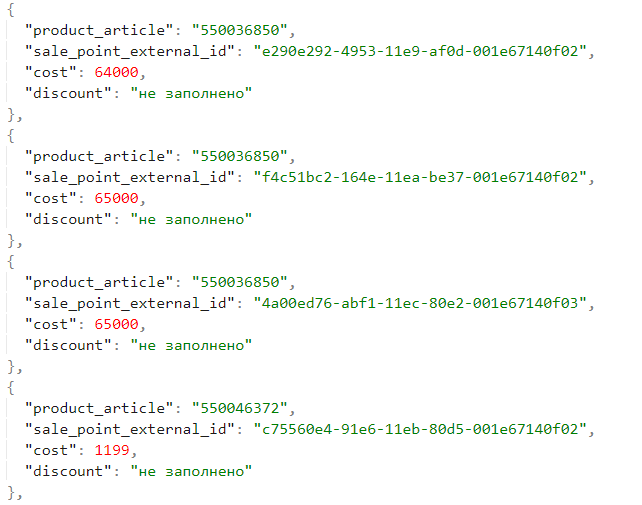 {
"product_article": "550036850",
"sale_point_external_id": "e290e292-4953-11e9-af0d-001e67140f02",
"cost": 64000,
"discount": "не заполнено"
},
{
"product_article": "550036850",
"sale_point_external_id": "f4c51bc2-164e-11ea-be37-001e67140f02",
"cost": 65000,
"discount": "не заполнено"
},
{
"product_article": "550036850",
"sale_point_external_id": "4a00ed76-abf1-11ec-80e2-001e67140f03",
"cost": 65000,
"discount": "не заполнено"
},
{
"product_article": "550046372",
"sale_point_external_id": "c75560e4-91e6-11eb-80d5-001e67140f02",
"cost": 1199,
"discount": "не заполнено"
},